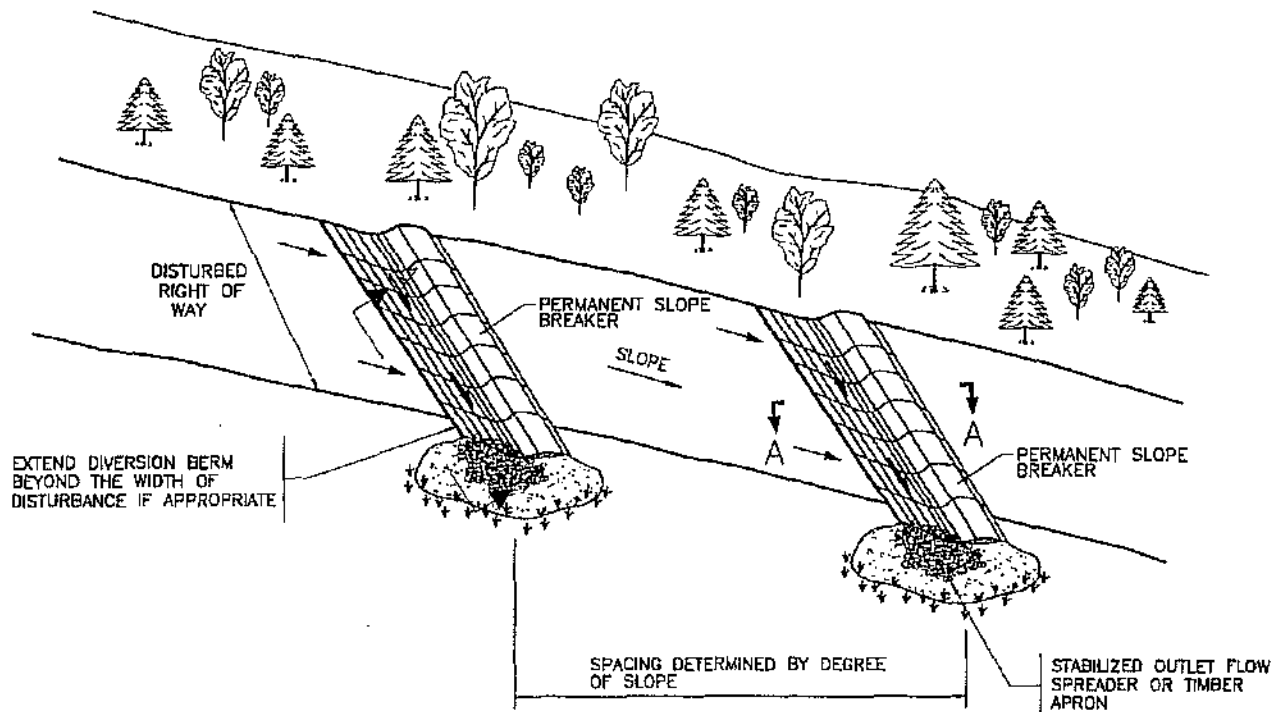 DISTURBED
RIGHT OF
WAY
PERMANENT SLOPE
BREAKER
SLOPE
A
A
PERMANENT SLOPE
BREAKER
EXTEND DIVERSION BERM
BEYOND THE WIDTH OF
DISTURBANCE IF APPROPRIATE
SPACING DETERMINED BY DEGREE
OF SLOPE
STABILIZED OUTLET FLOW
SPREADER OR TIMBER
APRON